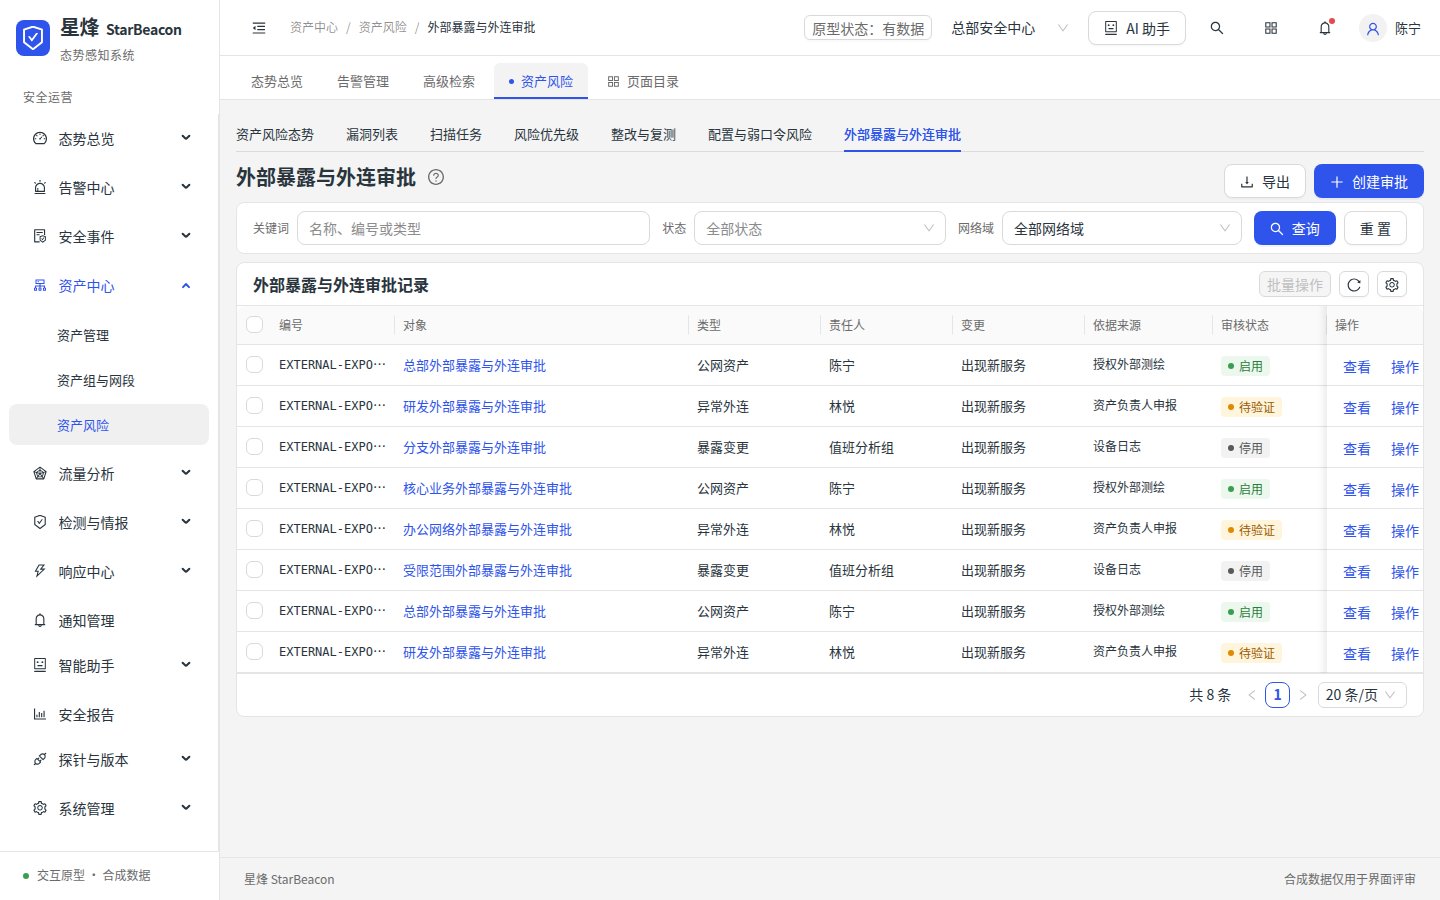 星烽 StarBeacon
态势感知系统
安全运营
态势总览
告警中心
安全事件
资产中心
资产管理
资产组与网段
资产风险
流量分析
检测与情报
响应中心
通知管理
智能助手
安全报告
探针与版本
系统管理
交互原型 · 合成数据
资产中心 / 资产风险 / 外部暴露与外连审批
原型状态：有数据
总部安全中心
AI 助手
陈宁
态势总览 告警管理 高级检索 资产风险 页面目录
资产风险态势 漏洞列表 扫描任务 风险优先级 整改与复测 配置与弱口令风险 外部暴露与外连审批
外部暴露与外连审批
导出 创建审批
关键词 名称、编号或类型 状态 全部状态 网络域 全部网络域 查询 重 置
外部暴露与外连审批记录
批量操作
编号 对象 类型 责任人 变更 依据来源 审核状态 操作
EXTERNAL-EXPO··· 总部外部暴露与外连审批 公网资产 陈宁 出现新服务 授权外部测绘 启用 查看 操作
EXTERNAL-EXPO··· 研发外部暴露与外连审批 异常外连 林悦 出现新服务 资产负责人申报 待验证 查看 操作
EXTERNAL-EXPO··· 分支外部暴露与外连审批 暴露变更 值班分析组 出现新服务 设备日志 停用 查看 操作
EXTERNAL-EXPO··· 核心业务外部暴露与外连审批 公网资产 陈宁 出现新服务 授权外部测绘 启用 查看 操作
EXTERNAL-EXPO··· 办公网络外部暴露与外连审批 异常外连 林悦 出现新服务 资产负责人申报 待验证 查看 操作
EXTERNAL-EXPO··· 受限范围外部暴露与外连审批 暴露变更 值班分析组 出现新服务 设备日志 停用 查看 操作
EXTERNAL-EXPO··· 总部外部暴露与外连审批 公网资产 陈宁 出现新服务 授权外部测绘 启用 查看 操作
EXTERNAL-EXPO··· 研发外部暴露与外连审批 异常外连 林悦 出现新服务 资产负责人申报 待验证 查看 操作
共 8 条 1 20 条/页
星烽 StarBeacon
合成数据仅用于界面评审